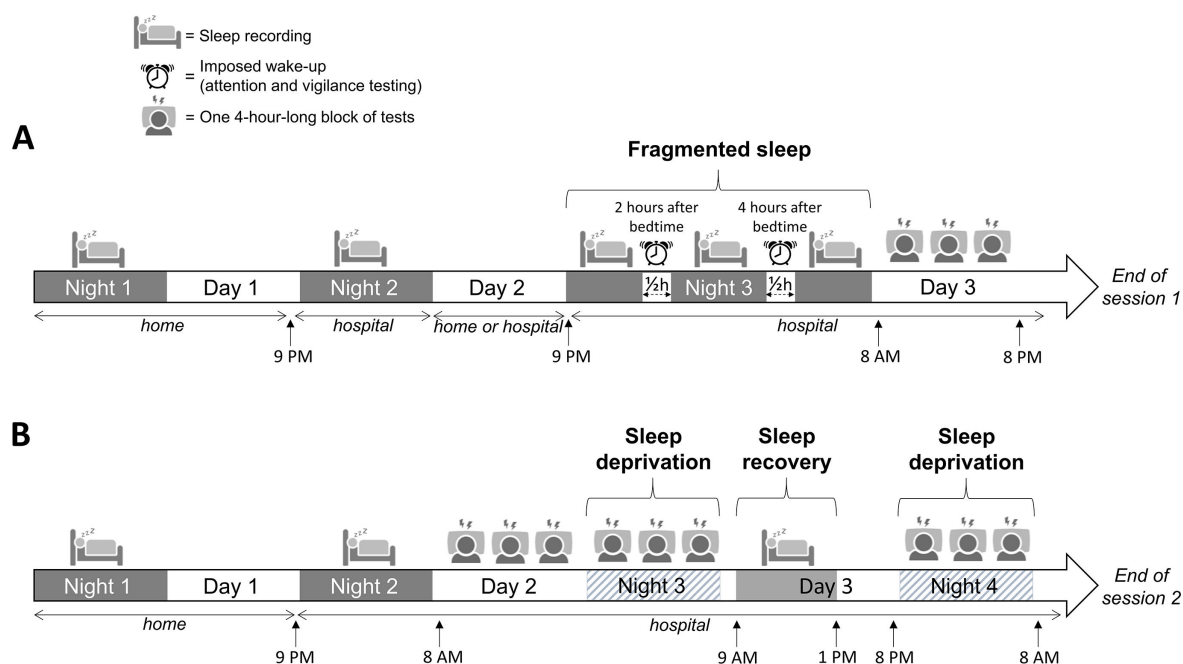 = Sleep recording
= Imposed wake-up
(attention and vigilance testing)
= One 4-hour-long block of tests
A
Fragmented sleep
2 hours after
bedtime
4 hours after
bedtime
Night 1
Day 1
Night 2
Day 2
½h
Night 3
½h
Day 3
End of
session 1
home
hospital
home or hospital
hospital
9 PM
9 PM
8 AM
8 PM
B
Sleep
deprivation
Sleep
recovery
Sleep
deprivation
Night 1
Day 1
Night 2
Day 2
Night 3
Day 3
Night 4
End of
session 2
home
hospital
9 PM
8 AM
9 AM
1 PM
8 PM
8 AM